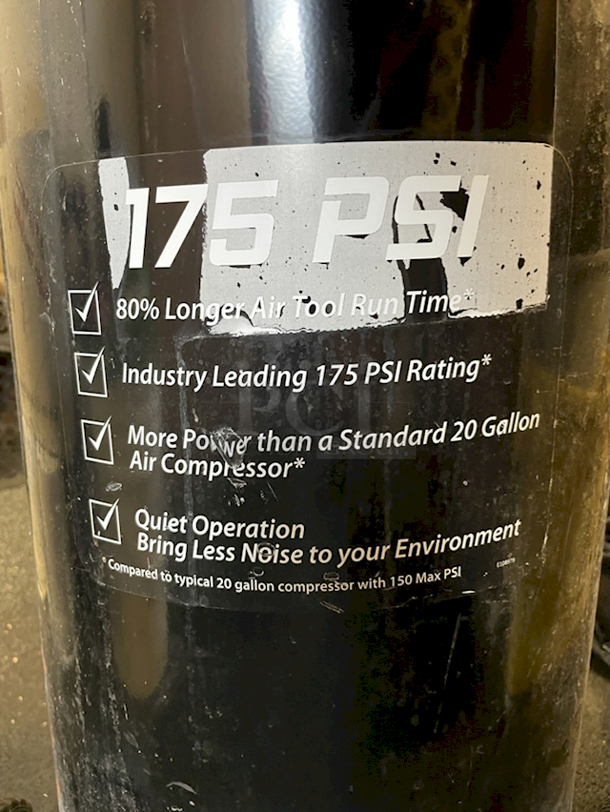 175 PSI
80% Longer Air Tool Run Time*
Industry Leading 175 PSI Rating*
More Power than a Standard 20 Gallon
Air Compressor*
Quiet Operation
Bring Less Noise to your Environment
*Compared to typical 20 gallon compressor with 150 Max PSI
PCI